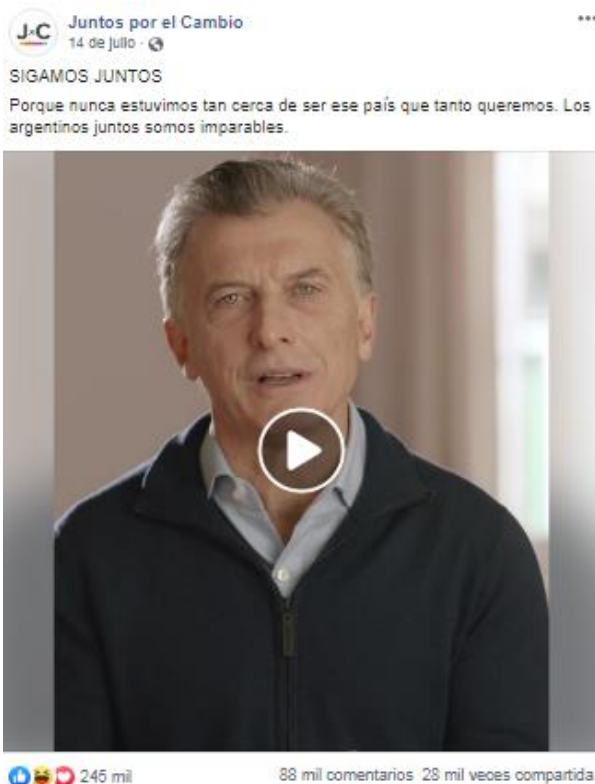 J×C
Juntos por el Cambio
14 de julio ·
SIGAMOS JUNTOS
Porque nunca estuvimos tan cerca de ser ese país que tanto queremos. Los
argentinos juntos somos imparables.
245 mil
88 mil comentarios 28 mil veces compartida